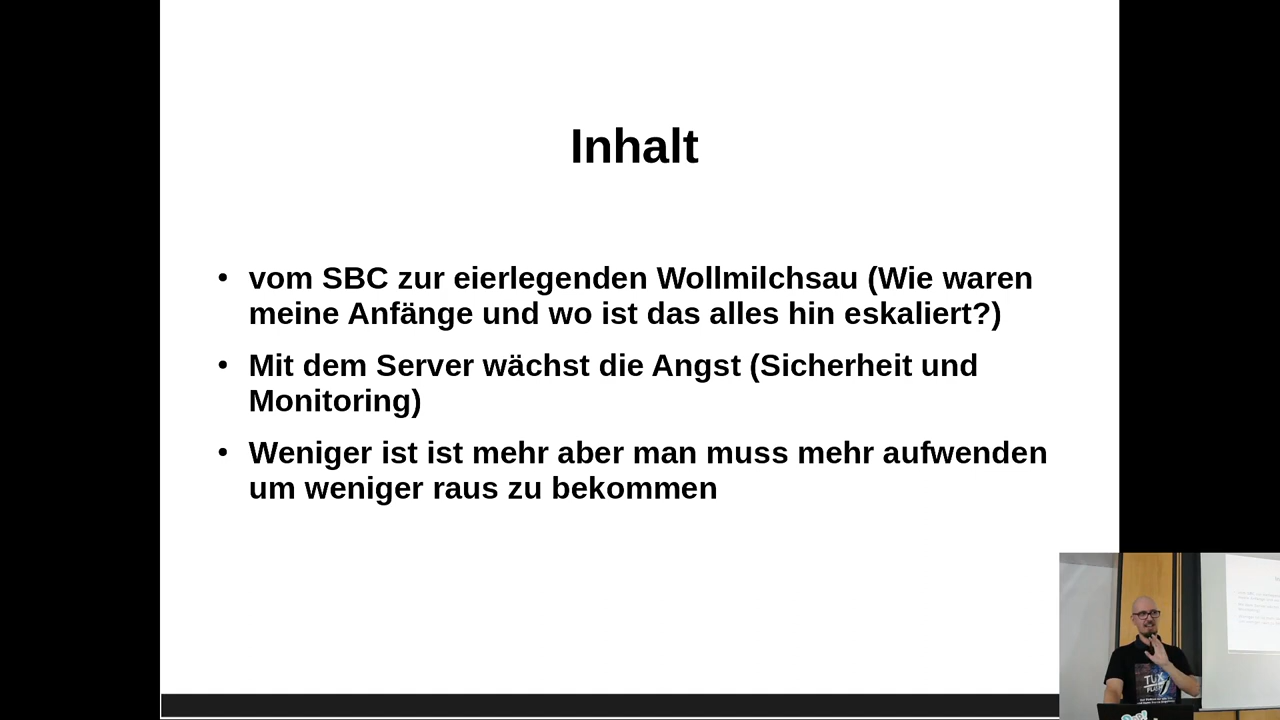 Inhalt
vom SBC zur eierlegenden Wollmilchsau (Wie waren
meine Anfänge und wo ist das alles hin eskaliert?)
Mit dem Server wächst die Angst (Sicherheit und
Monitoring)
Weniger ist ist mehr aber man muss mehr aufwenden
um weniger raus zu bekommen
TUX